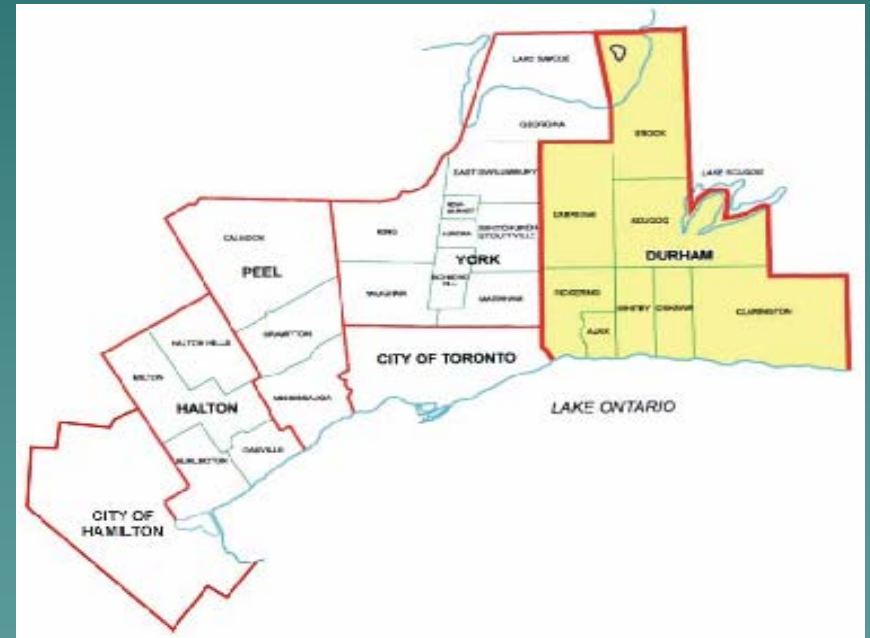 LAKE SIMCOE
GEORGINA
BROCK
EAST GWILLIMBURY
LAKE SCUGOG
NEW-
MARKET
UXBRIDGE
SCUGOG
CALEDON
KING
AURORA
WHITCHURCH
STOUFFVILLE
PEEL
YORK
DURHAM
RICHMOND
HILL
VAUGHAN
MARKHAM
PICKERING
WHITBY
OSHAWA
CLARINGTON
AJAX
HALTON HILLS
BRAMPTON
CITY OF TORONTO
MILTON
HALTON
MISSISSAUGA
LAKE ONTARIO
BURLINGTON
OAKVILLE
CITY OF
HAMILTON